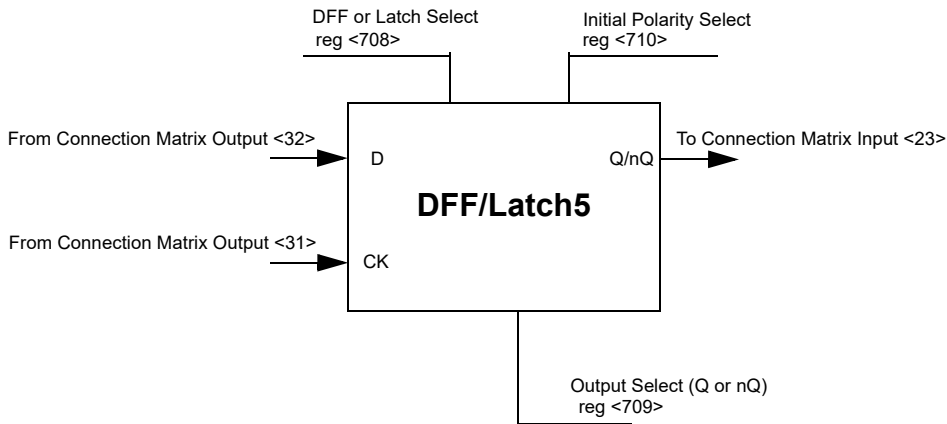 DFF or Latch Select
reg <708>
Initial Polarity Select
reg <710>
From Connection Matrix Output <32>
D
Q/nQ
To Connection Matrix Input <23>
DFF/Latch5
From Connection Matrix Output <31>
CK
Output Select (Q or nQ)
reg <709>